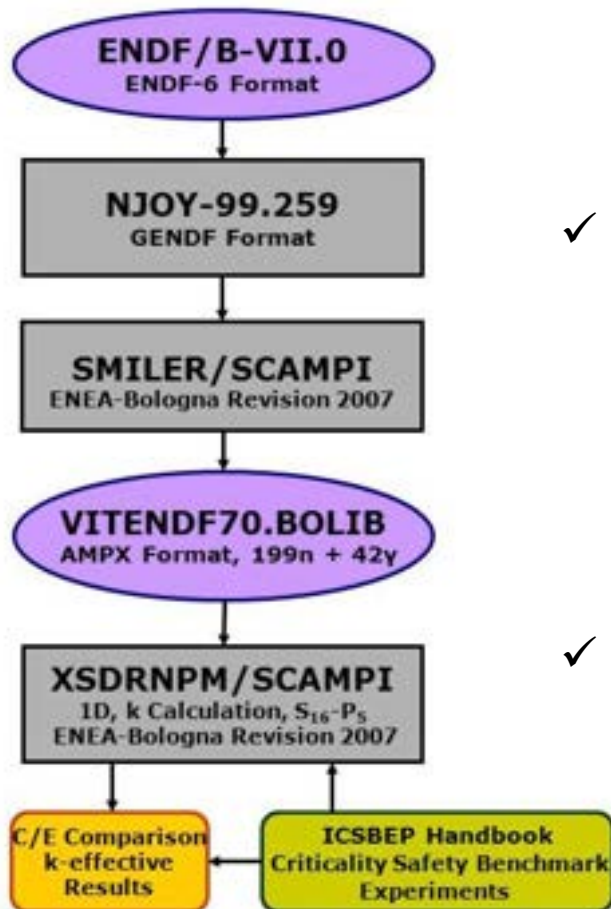 ENDF/B-VII.0
ENDF-6 Format
NJOY-99.259
GENDF Format
✓
SMILER/SCAMPI
ENEA-Bologna Revision 2007
VITENDF70.BOLIB
AMPX Format, 199n + 42γ
XSDRNPM/SCAMPI
1D, k Calculation, S₁₆-P₅
ENEA-Bologna Revision 2007
✓
C/E Comparison
k-effective
Results
ICSBEP Handbook
Criticality Safety Benchmark
Experiments